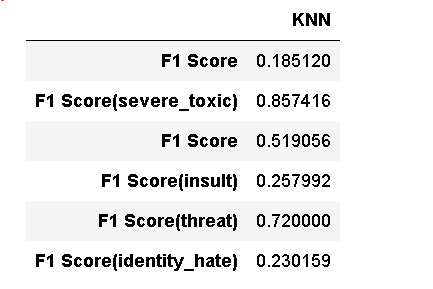 KNN
F1 Score 0.185120
F1 Score(severe_toxic) 0.857416
F1 Score 0.519056
F1 Score(insult) 0.257992
F1 Score(threat) 0.720000
F1 Score(identity_hate) 0.230159